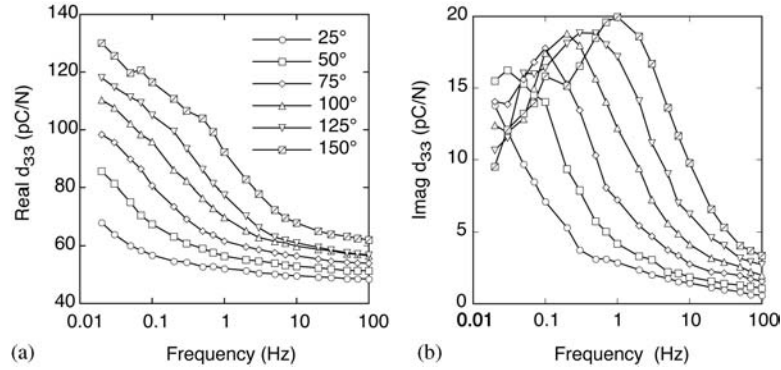 140
120
100
80
60
40
Real d33 (pC/N)
25°
50°
75°
100°
125°
150°
0.01 0.1 1 10 100
(a) Frequency (Hz)
20
15
10
5
0
Imag d33 (pC/N)
0.01 0.1 1 10 100
(b) Frequency (Hz)